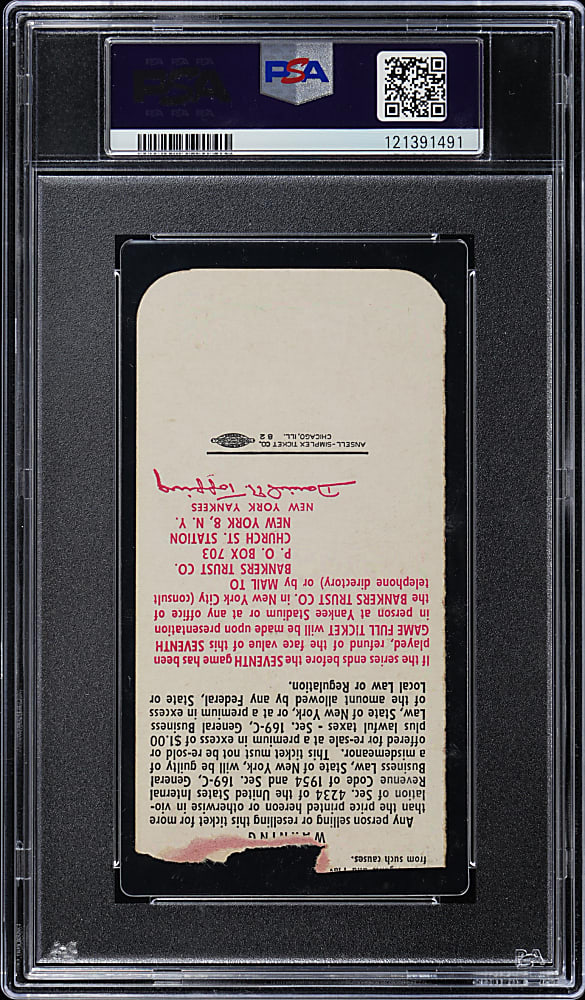 PSA
121391491
from such causes.
WARNING
Any person selling or reselling this ticket for more
than the price printed hereon or otherwise in vio-
lation of Sec. 4234 of the United States Internal
Revenue Code of 1954 and Sec. 169-C, General
Business Law, State of New York, will be guilty of
a misdemeanor. This ticket must not be re-sold or
offered for re-sale at a premium in excess of $1.00
plus lawful taxes - Sec. 169-C, General Business
Law, State of New York, or at a premium in excess
of the amount allowed by any Federal, State or
Local Law or Regulation.
If the series ends before the SEVENTH game has been
played, refund of the face value of this SEVENTH
GAME FULL TICKET will be made upon presentation
in person at Yankee Stadium or at any office of
the BANKERS TRUST CO. in New York City (consult
telephone directory) or by MAIL TO
BANKERS TRUST CO.
P. O. BOX 703
CHURCH ST. STATION
NEW YORK 8, N. Y.
NEW YORK YANKEES
Daniel R. Topping
ANSELL-SIMPLEX TICKET CO.
CHICAGO, ILL. 82